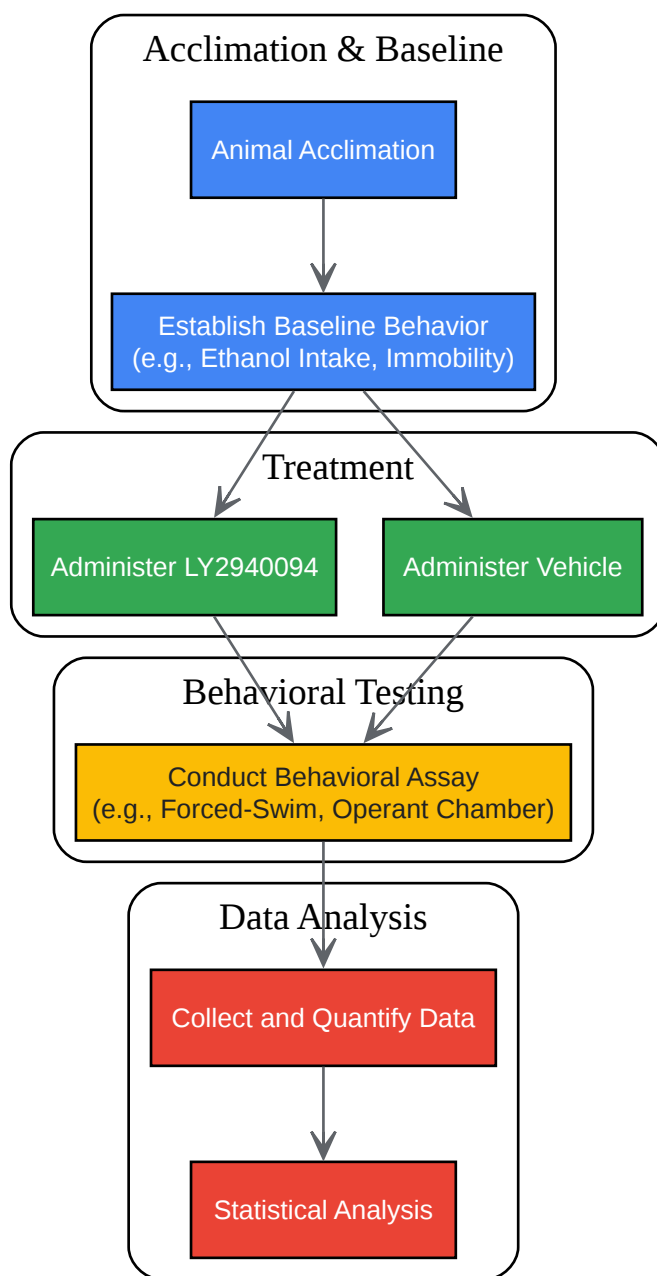 Acclimation & Baseline
Animal Acclimation
Establish Baseline Behavior
(e.g., Ethanol Intake, Immobility)
Treatment
Administer LY2940094
Administer Vehicle
Behavioral Testing
Conduct Behavioral Assay
(e.g., Forced-Swim, Operant Chamber)
Data Analysis
Collect and Quantify Data
Statistical Analysis